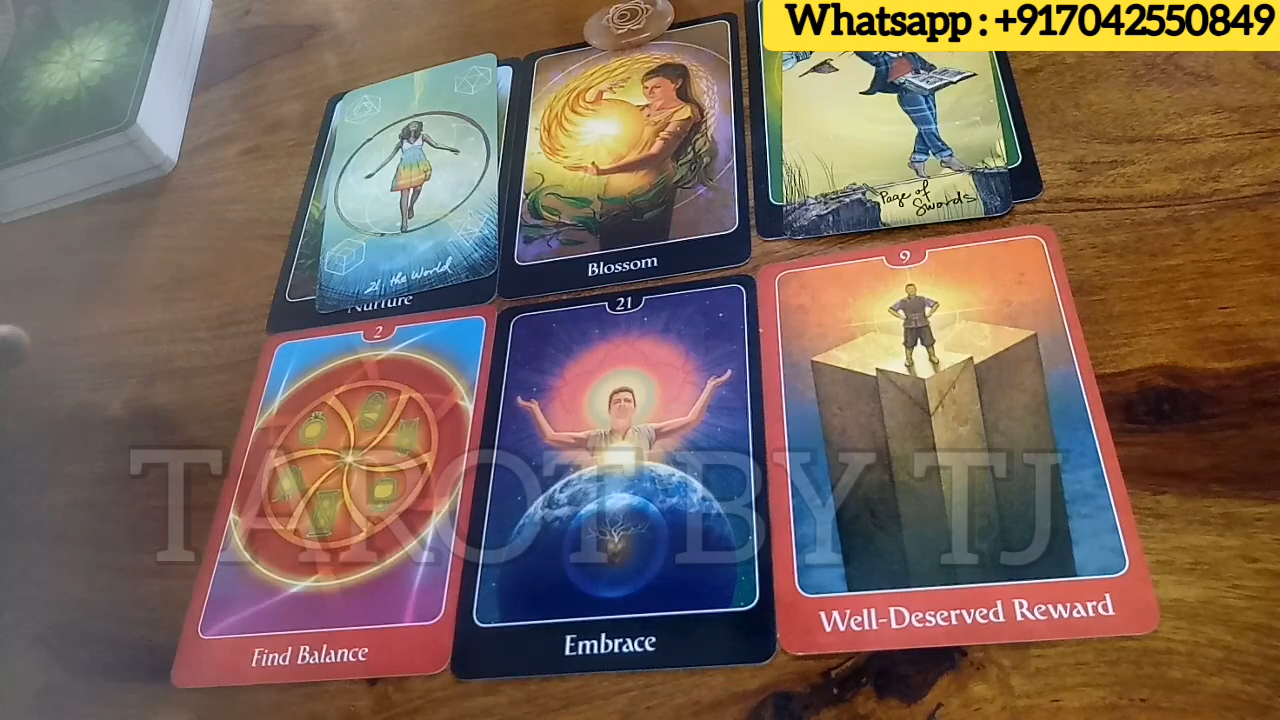 Whatsapp : +917042550849
21. the World
Nurture
Blossom
Page of
Swords
2
21
9
TAROT BY TJ
Find Balance
Embrace
Well-Deserved Reward